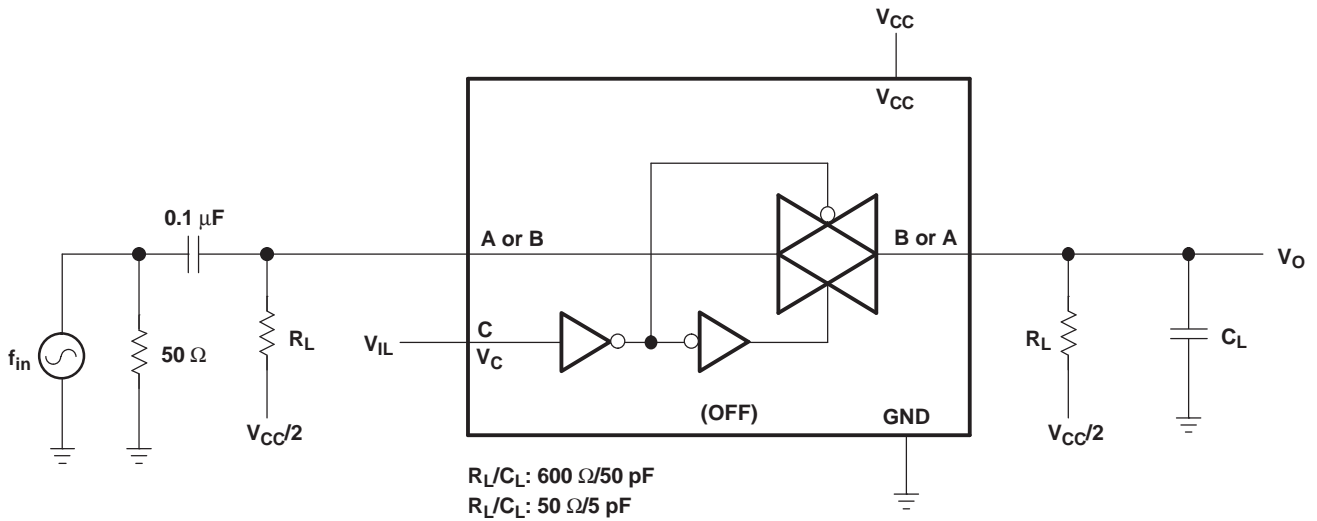 VCC
VCC
0.1 μF
A or B
B or A
VO
fin
50 Ω
RL
VCC/2
VIL
C
VC
(OFF)
GND
RL
VCC/2
CL
RL/CL: 600 Ω/50 pF
RL/CL: 50 Ω/5 pF